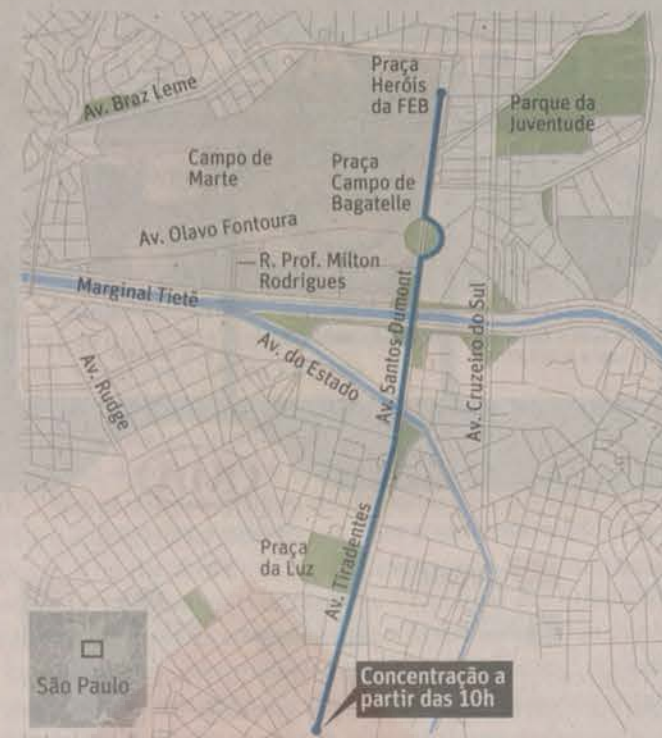 Praça
Heróis
da FEB
Av. Braz Leme
Parque da
Juventude
Campo de
Marte
Praça
Campo de
Bagatelle
Av. Olavo Fontoura
R. Prof. Milton
Rodrigues
Marginal Tietê
Av. Santos Dumont
Av. Cruzeiro do Sul
Av. do Estado
Av. Rudge
Praça
da Luz
Av. Tiradentes
São Paulo
Concentração a
partir das 10h